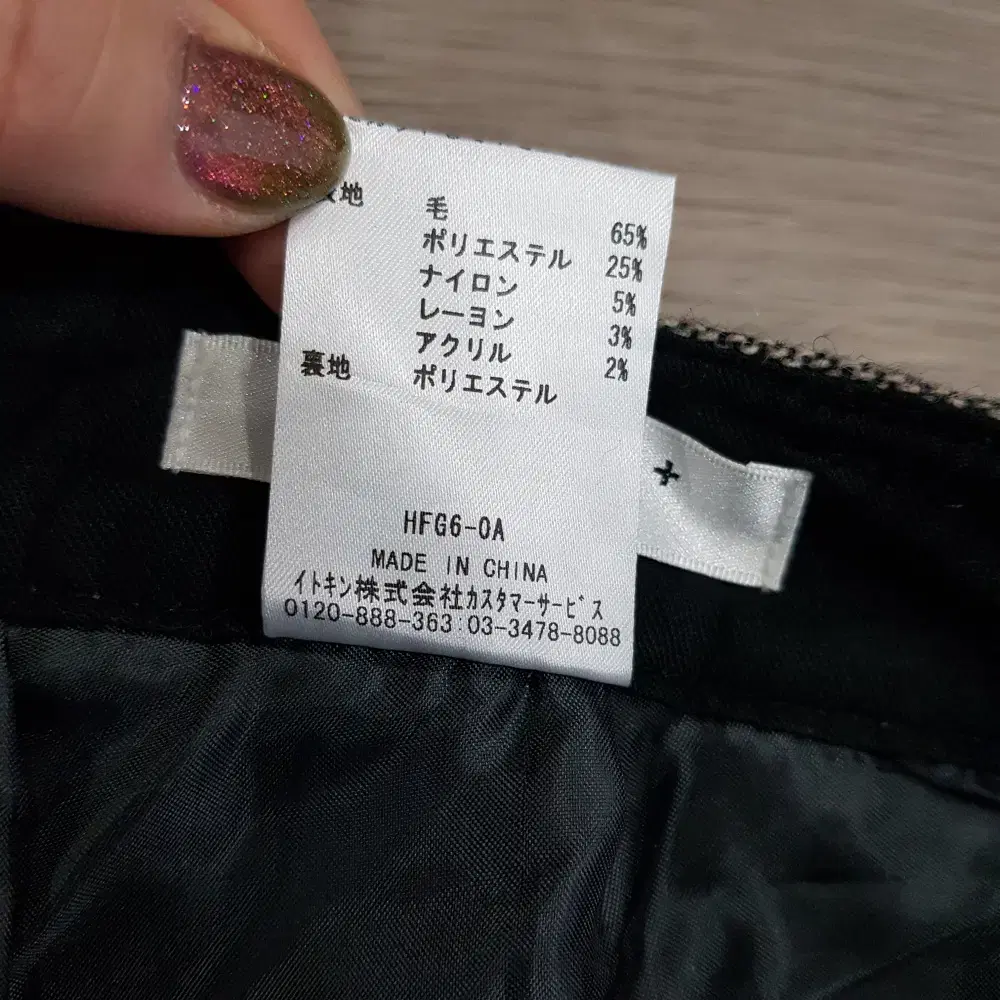 地 毛 65%
ポリエステル 25%
ナイロン 5%
レーヨン 3%
アクリル 2%
裏地 ポリエステル
HFG6-0A
MADE IN CHINA
イトキン株式会社カスタマーサービス
0120-888-363 03-3478-8088
+